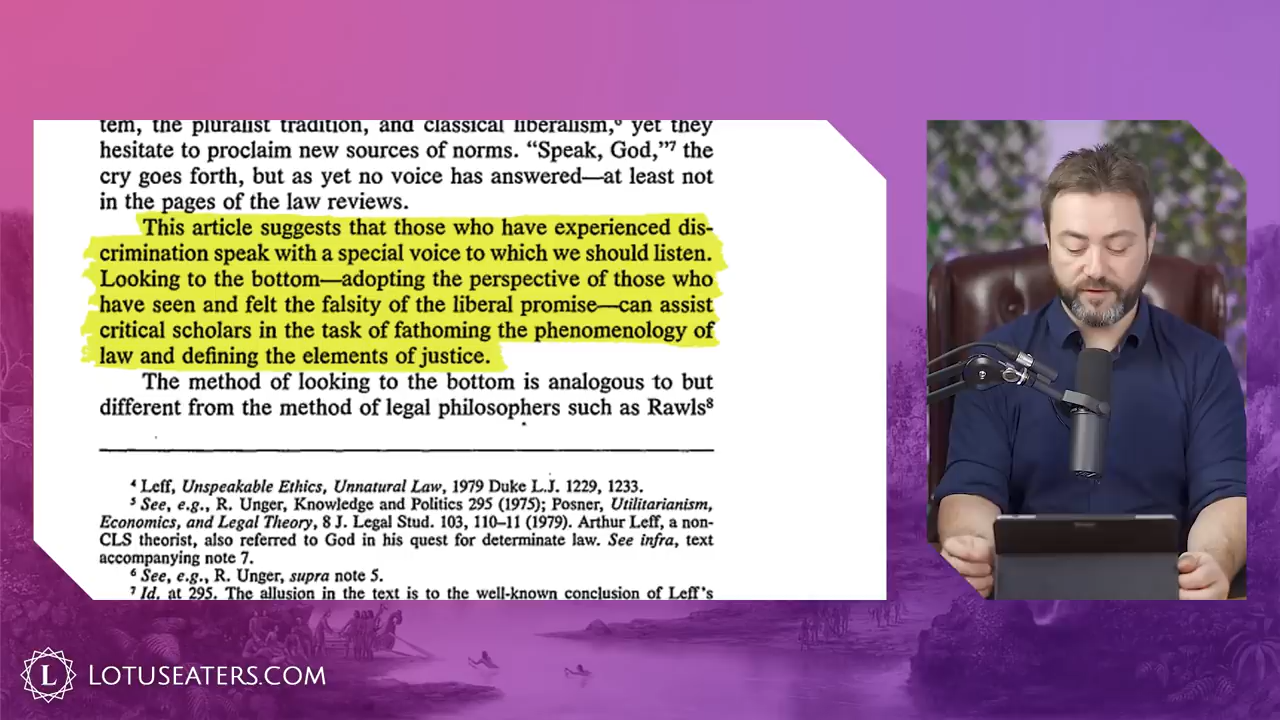 tem, the pluralist tradition, and classical liberalism,⁶ yet they
hesitate to proclaim new sources of norms. “Speak, God,”⁷ the
cry goes forth, but as yet no voice has answered—at least not
in the pages of the law reviews.
This article suggests that those who have experienced dis-
crimination speak with a special voice to which we should listen.
Looking to the bottom—adopting the perspective of those who
have seen and felt the falsity of the liberal promise—can assist
critical scholars in the task of fathoming the phenomenology of
law and defining the elements of justice.
The method of looking to the bottom is analogous to but
different from the method of legal philosophers such as Rawls⁸
⁴ Leff, Unspeakable Ethics, Unnatural Law, 1979 Duke L.J. 1229, 1233.
⁵ See, e.g., R. Unger, Knowledge and Politics 295 (1975); Posner, Utilitarianism,
Economics, and Legal Theory, 8 J. Legal Stud. 103, 110–11 (1979). Arthur Leff, a non-
CLS theorist, also referred to God in his quest for determinate law. See infra, text
accompanying note 7.
⁶ See, e.g., R. Unger, supra note 5.
⁷ Id. at 295. The allusion in the text is to the well-known conclusion of Leff's
L LOTUSEATERS.COM